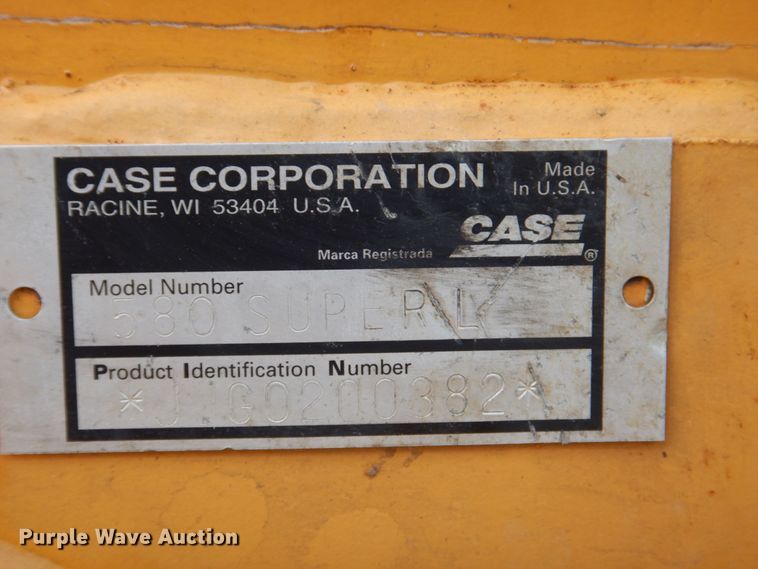 CASE CORPORATION
RACINE, WI 53404 U.S.A.
Made
In U.S.A.
Marca Registrada
CASE ®
Model Number
580 SUPER L
Product Identification Number
Purple Wave Auction